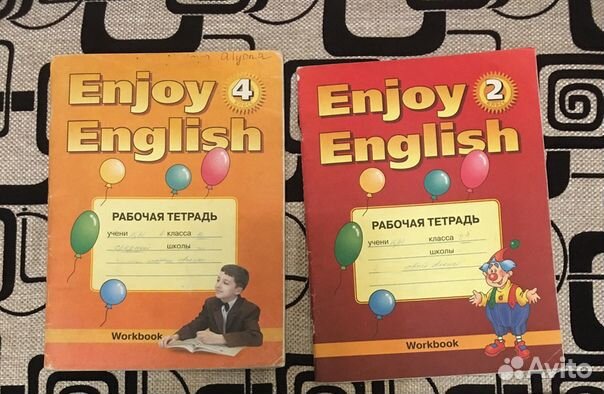 alyona
Enjoy 4
English
РАБОЧАЯ ТЕТРАДЬ
учени класса
школы
Workbook
Enjoy 2
English
РАБОЧАЯ ТЕТРАДЬ
учени класса
школы
Workbook
Avito